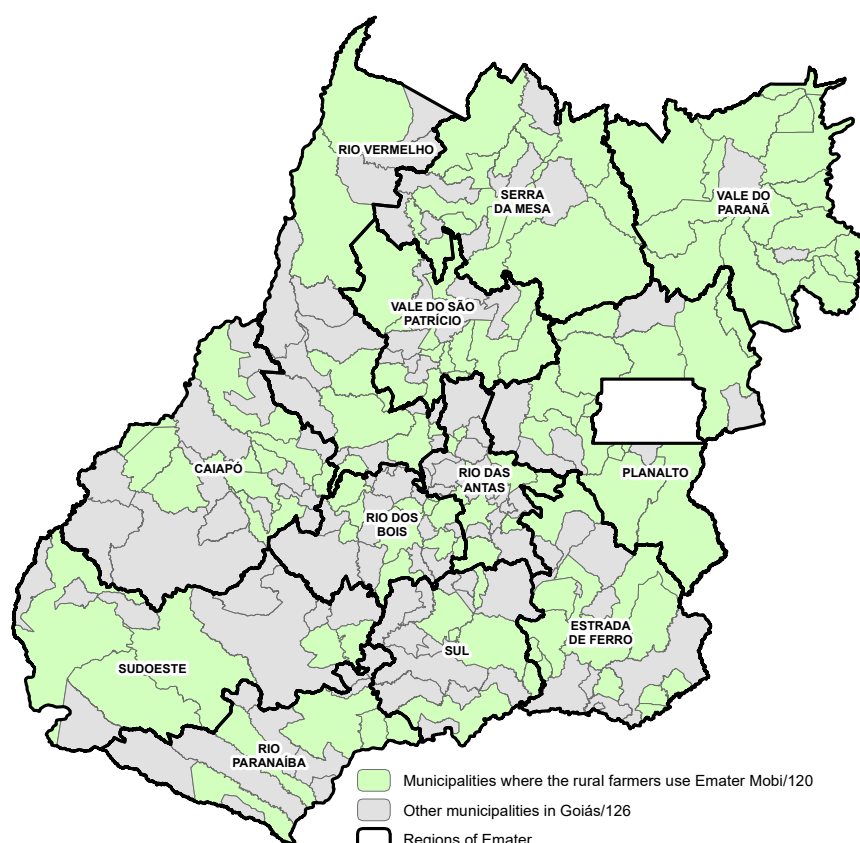 RIO VERMELHO
SERRA
DA MESA
VALE DO
PARANÃ
VALE DO SÃO
PATRÍCIO
CAIAPÓ
RIO DAS
ANTAS
PLANALTO
RIO DOS
BOIS
ESTRADA
DE FERRO
SUL
SUDOESTE
RIO
PARANAÍBA
Municipalities where the rural farmers use Emater Mobi/120
Other municipalities in Goiás/126
Regions of Emater